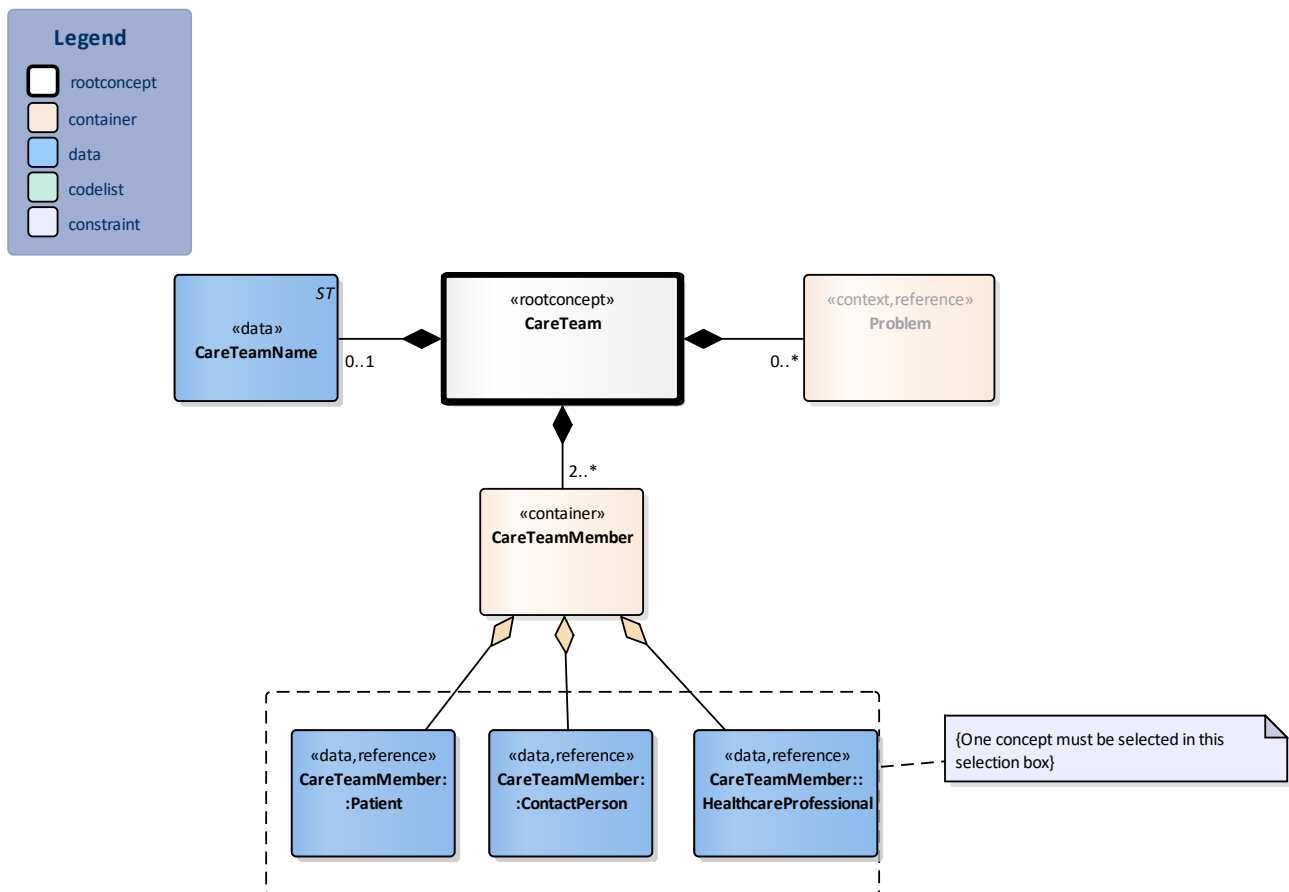 Legend
rootconcept
container
data
codelist
constraint
ST
«data»
CareTeamName
0..1
«rootconcept»
CareTeam
«context,reference»
Problem
0..*
2..*
«container»
CareTeamMember
«data,reference»
CareTeamMember:
:Patient
«data,reference»
CareTeamMember:
:ContactPerson
«data,reference»
CareTeamMember::
HealthcareProfessional
{One concept must be selected in this
selection box}